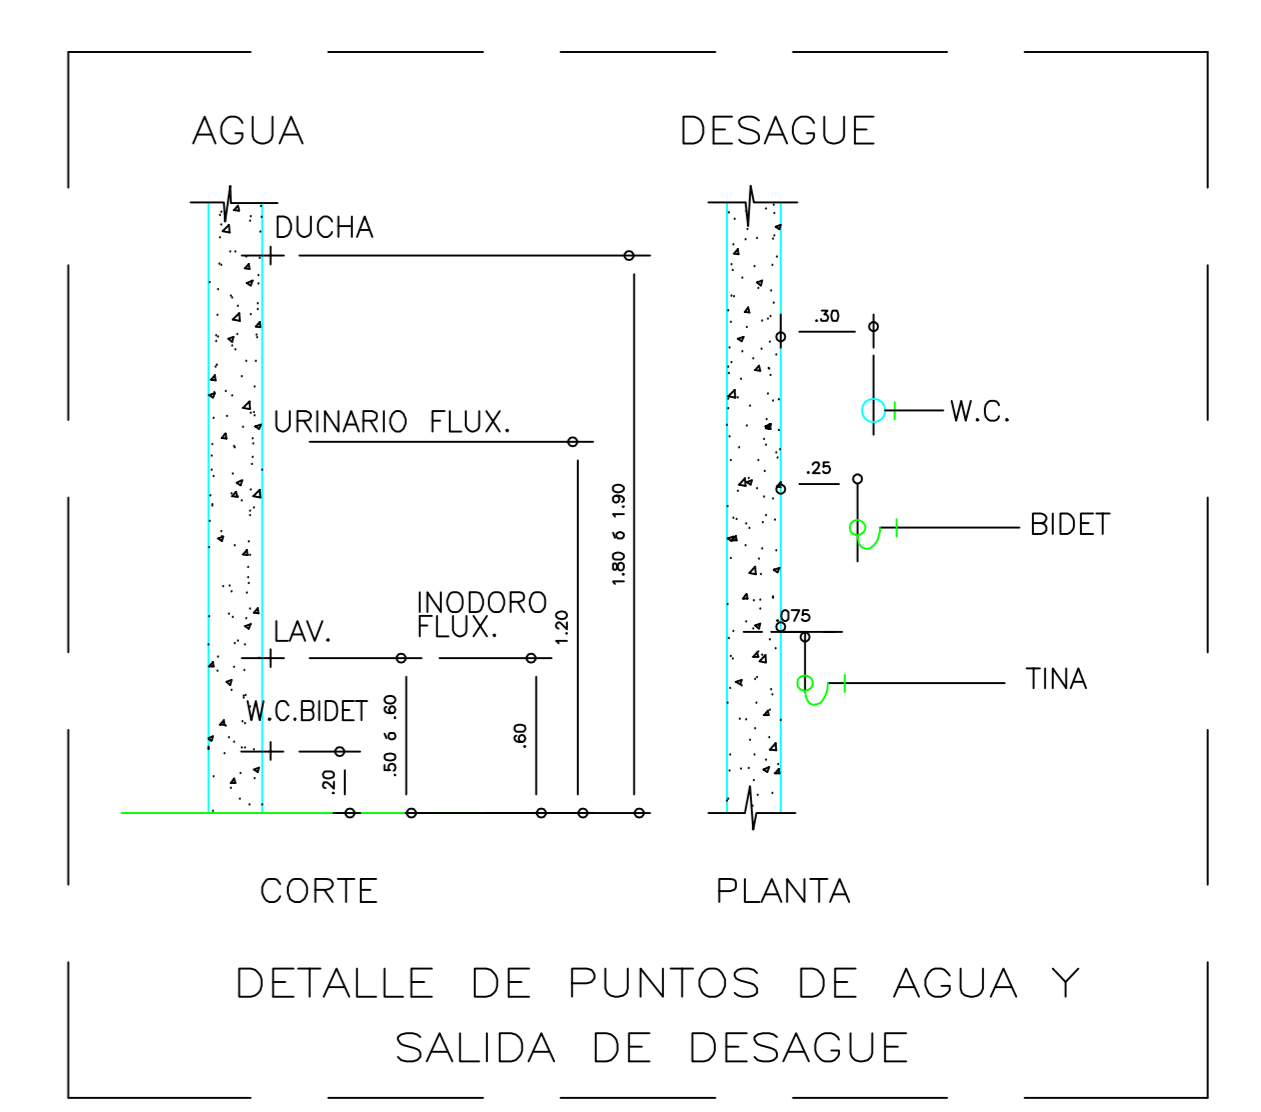 AGUA
DUCHA
URINARIO FLUX.
1.80 ó 1.90
INODORO
FLUX.
1.20
LAV.
W.C.BIDET
.50 ó .60
.60
.20
CORTE
DESAGUE
.30
W.C.
.25
BIDET
.075
TINA
PLANTA
DETALLE DE PUNTOS DE AGUA Y
SALIDA DE DESAGUE